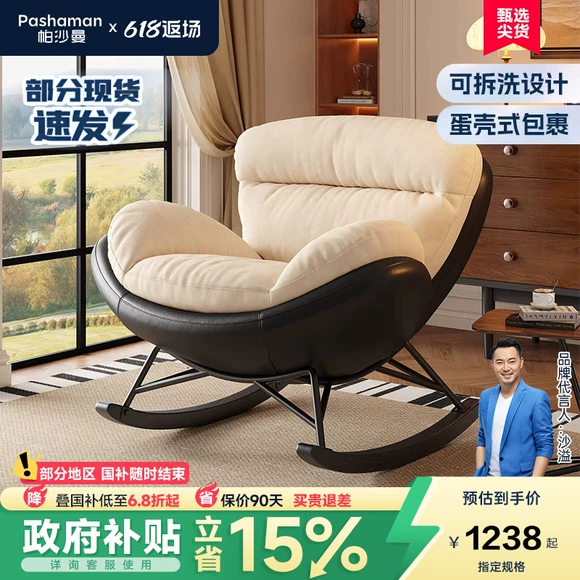 Pashaman
帕沙曼
x 618返场
甄选
尖货
部分现货
速发
可拆洗设计
蛋壳式包裹
品牌代言人：沙溢
部分地区 国补随时结束
降 叠国补低至6.8折起
省 保价90天 买贵退差
政府补贴
详询客服使用
立省15%
预估到手价
¥1238起
指定规格